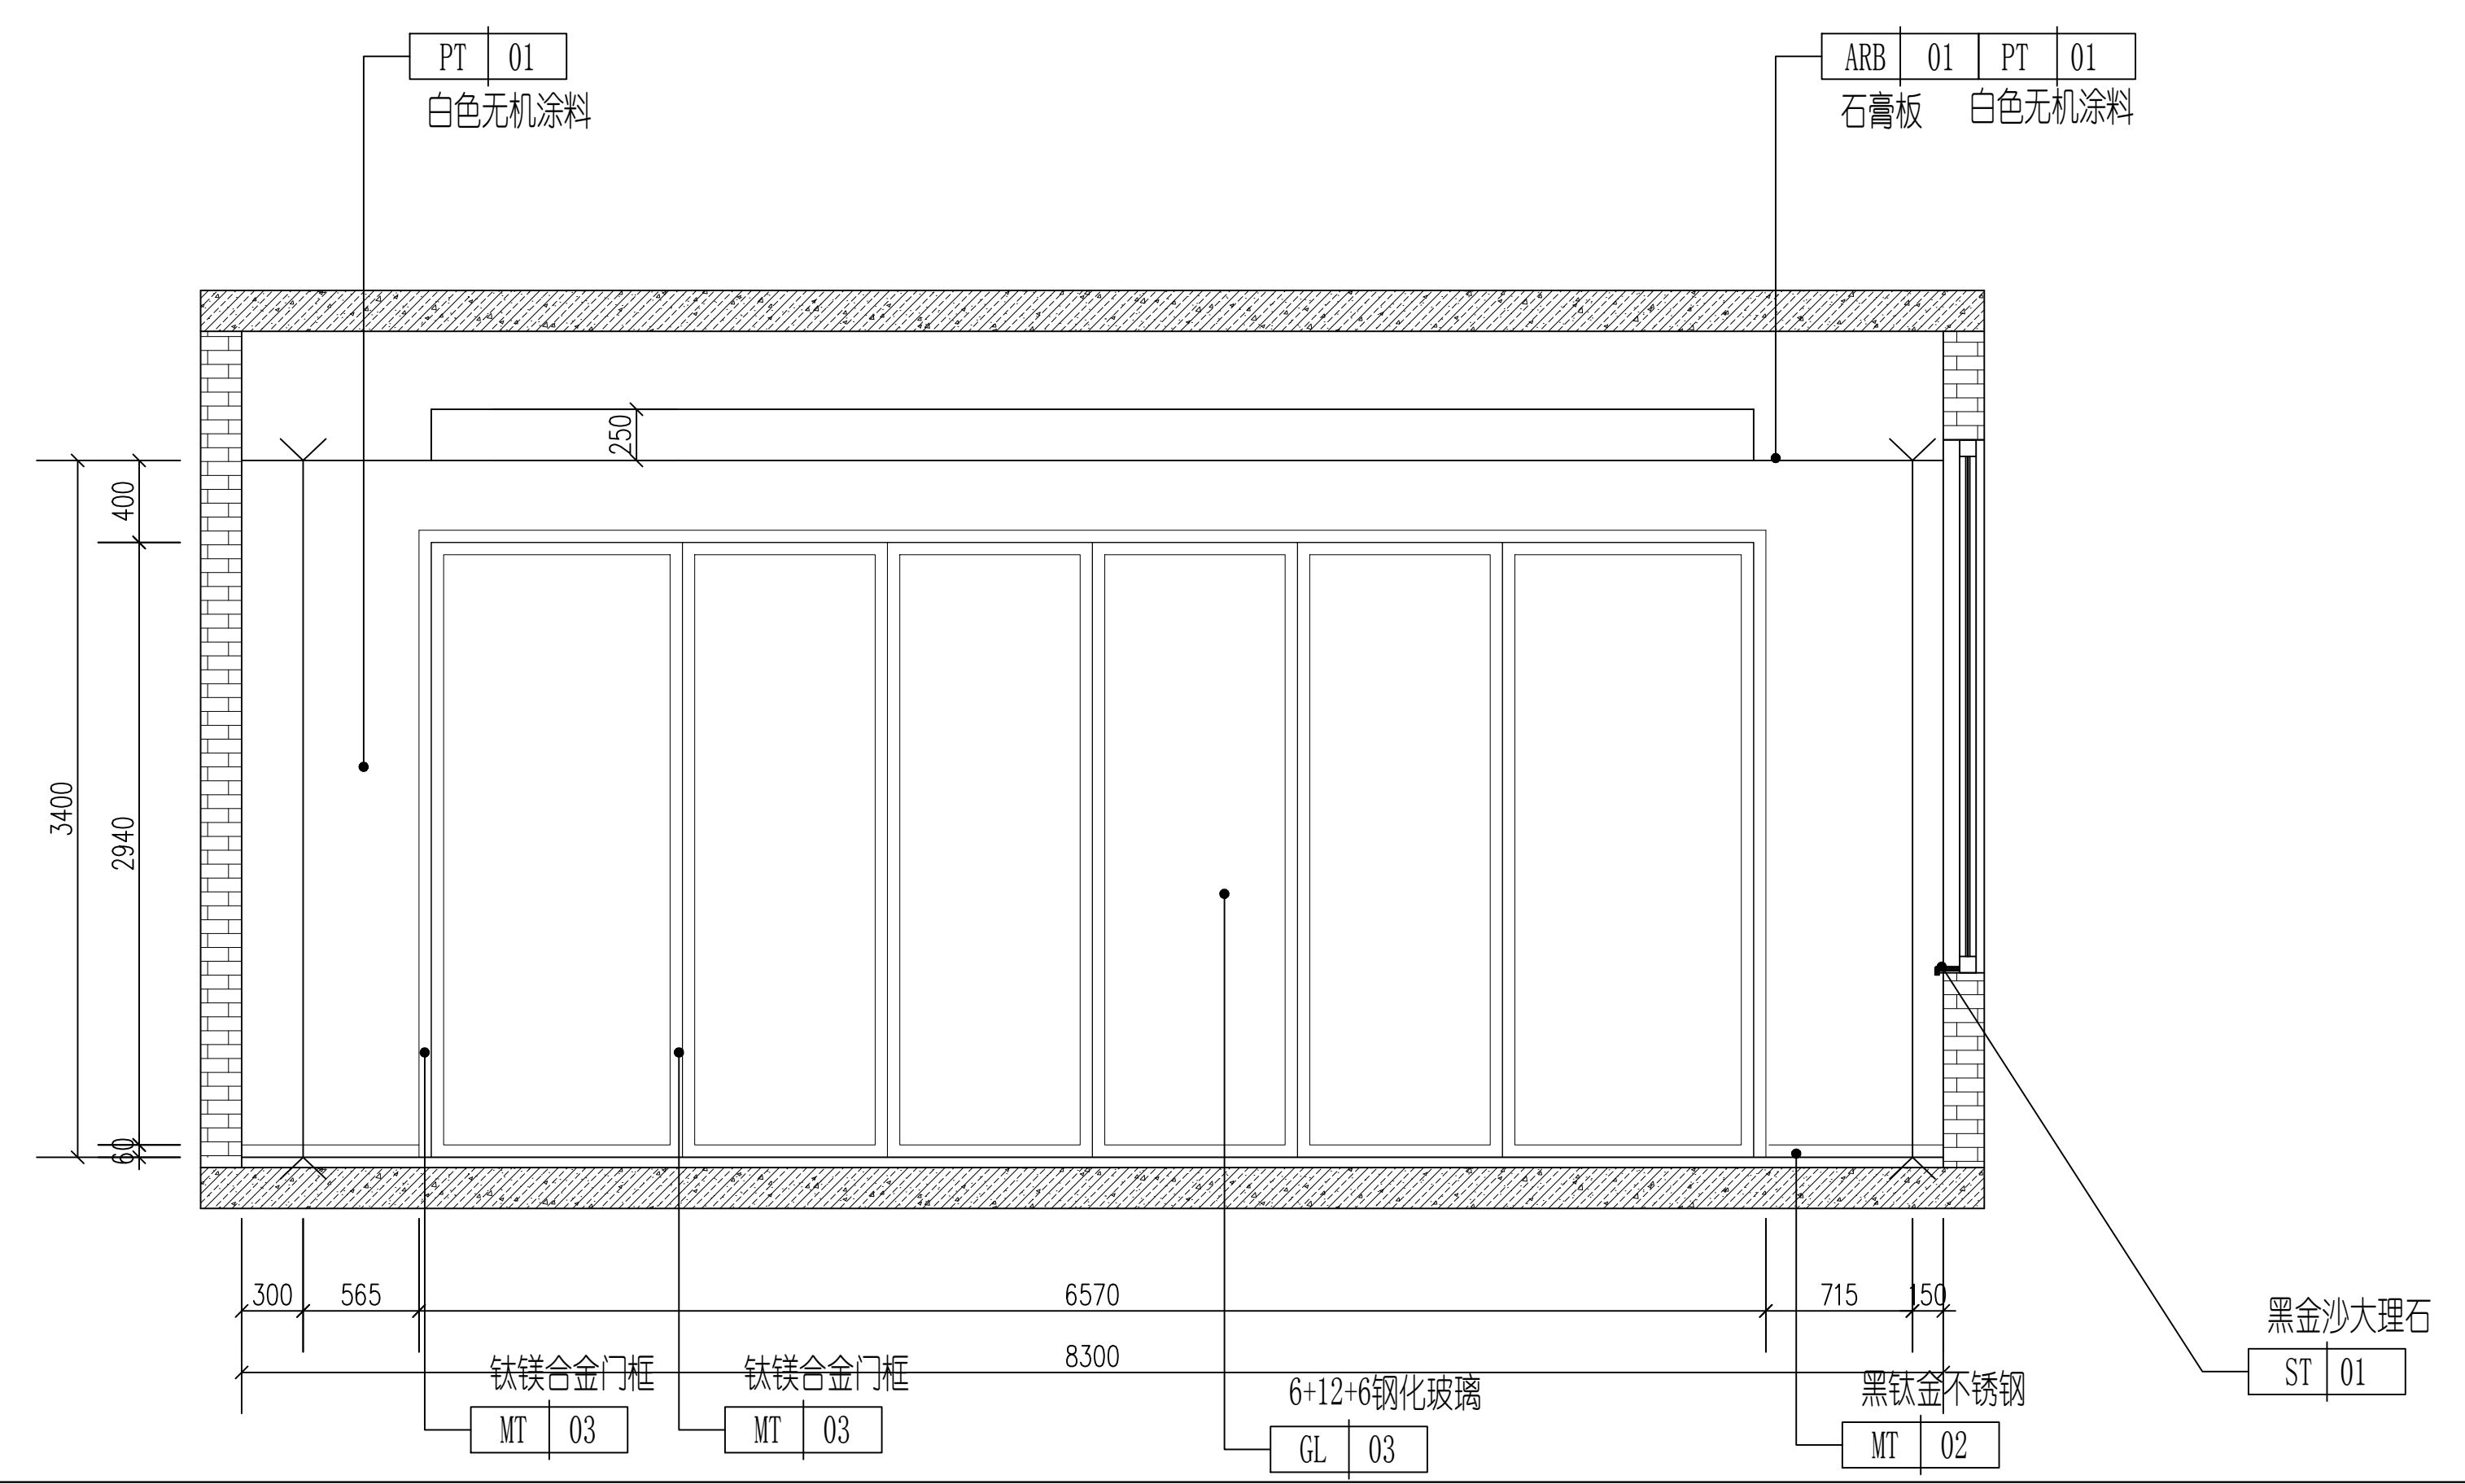 PT 01
白色无机涂料
ARB 01 PT 01
石膏板 白色无机涂料
250
400
3400
2940
60
300 565 6570 715 150
8300
钛镁合金门框
MT 03
钛镁合金门框
MT 03
6+12+6钢化玻璃
GL 03
黑钛金不锈钢
MT 02
黑金沙大理石
ST 01